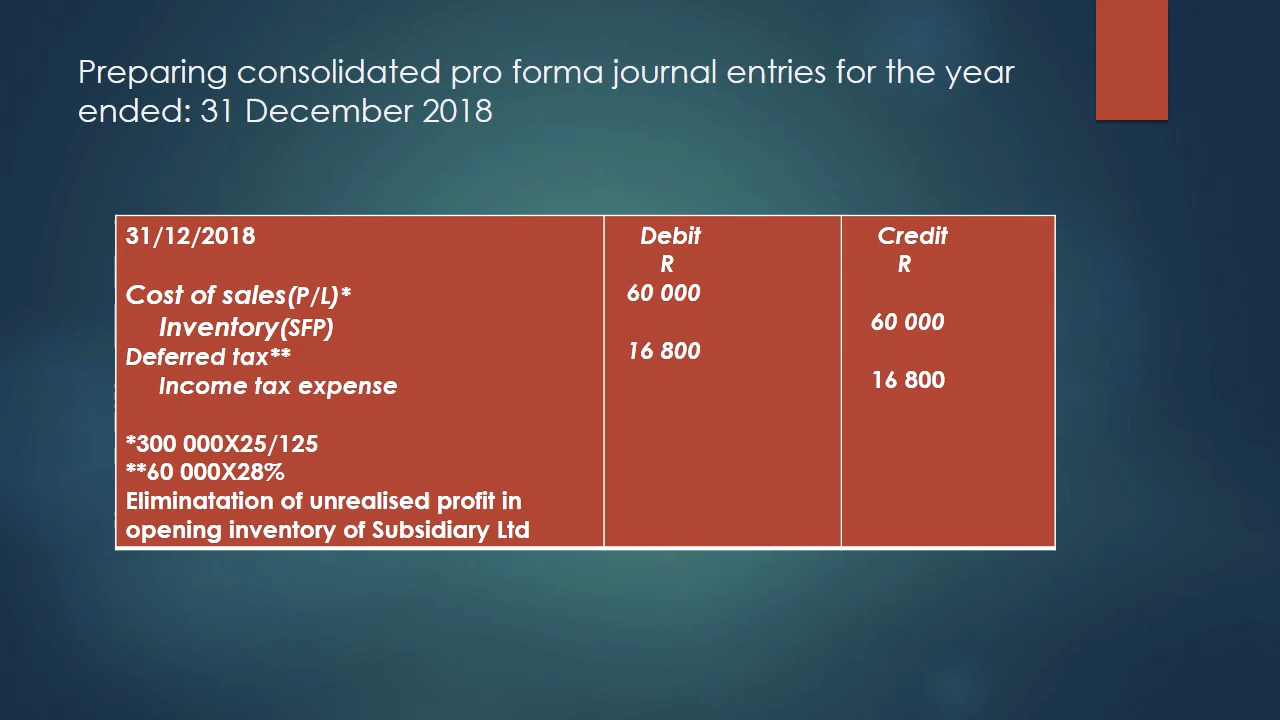 Preparing consolidated pro forma journal entries for the year
ended: 31 December 2018
31/12/2018 Debit Credit
R R
Cost of sales(P/L)* 60 000
Inventory(SFP) 60 000
Deferred tax** 16 800
Income tax expense 16 800
*300 000X25/125
**60 000X28%
Eliminatation of unrealised profit in
opening inventory of Subsidiary Ltd